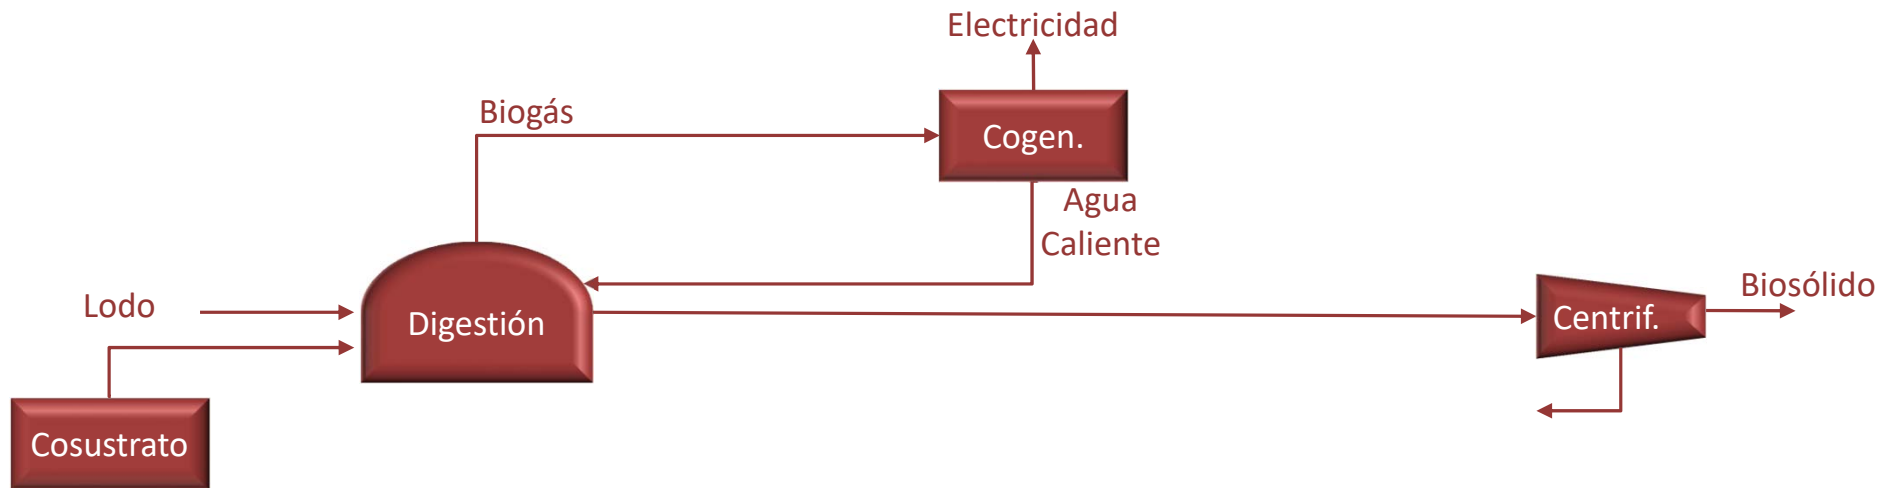 Electricidad
Biogás
Cogen.
Agua
Caliente
Lodo
Digestión
Centrif.
Biosólido
Cosustrato